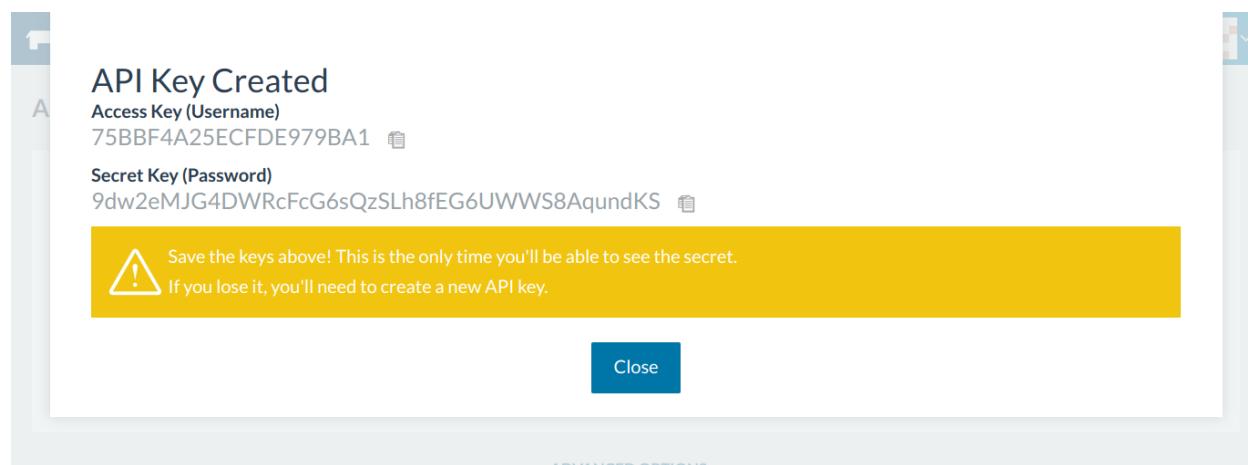 API Key Created
Access Key (Username)
75BBF4A25ECFDE979BA1
Secret Key (Password)
9dw2eMJG4DWRcFcG6sQzSLh8fEG6UWWS8AqundKS
Save the keys above! This is the only time you'll be able to see the secret.
If you lose it, you'll need to create a new API key.
Close
ADVANCED OPTIONS